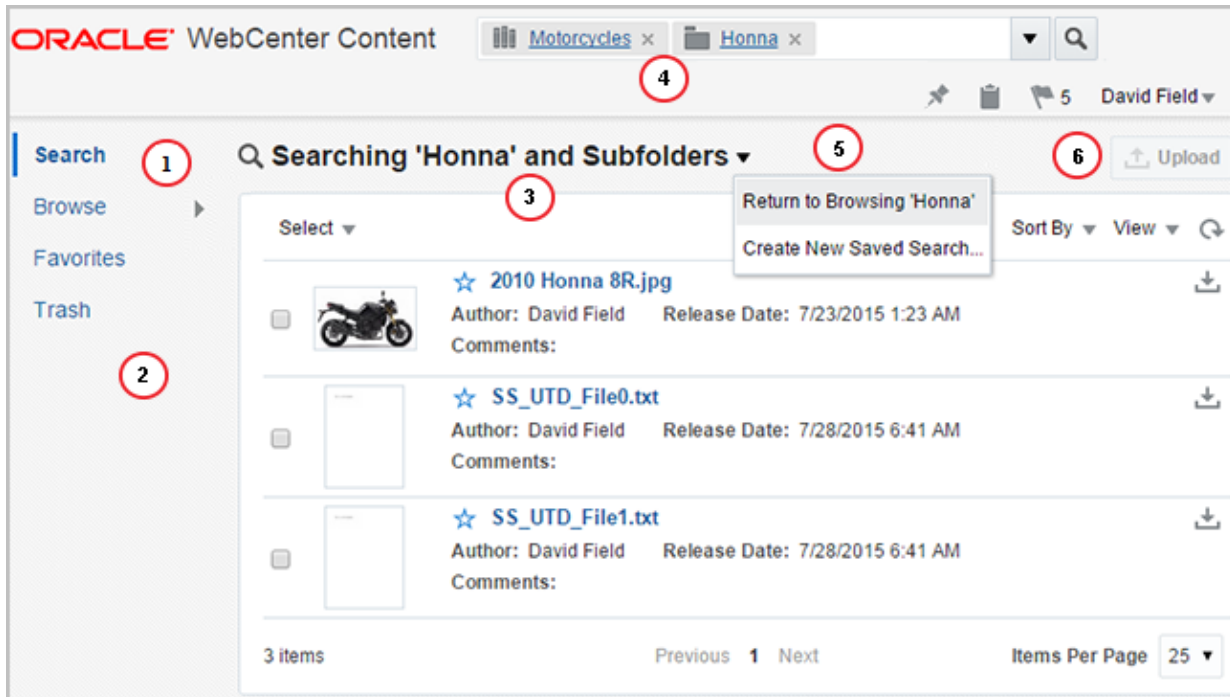 ORACLE WebCenter Content
Motorcycles × Honna ×
4
5 David Field
Search
1
Searching 'Honna' and Subfolders
5
6
Upload
Browse
3
Return to Browsing 'Honna'
Select
Sort By View
Favorites
Create New Saved Search...
Trash
2
2010 Honna 8R.jpg
Author: David Field Release Date: 7/23/2015 1:23 AM
Comments:
SS_UTD_File0.txt
Author: David Field Release Date: 7/28/2015 6:41 AM
Comments:
SS_UTD_File1.txt
Author: David Field Release Date: 7/28/2015 6:41 AM
Comments:
3 items
Previous 1 Next
Items Per Page 25